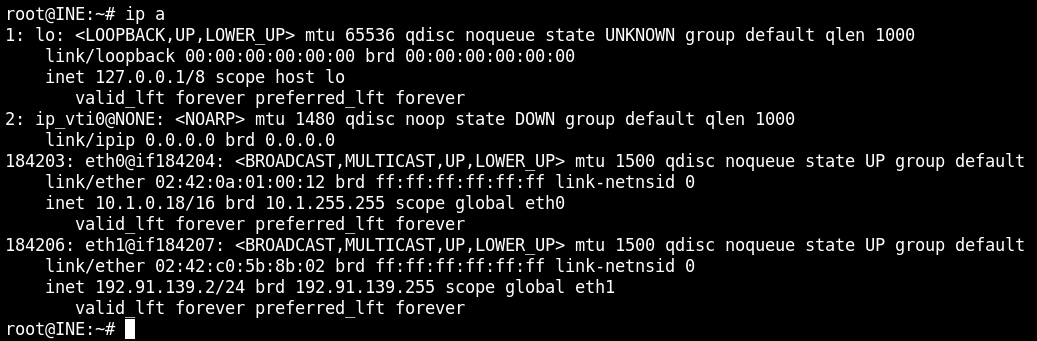 root@INE:~# ip a
1: lo: <LOOPBACK,UP,LOWER_UP> mtu 65536 qdisc noqueue state UNKNOWN group default qlen 1000
    link/loopback 00:00:00:00:00:00 brd 00:00:00:00:00:00
    inet 127.0.0.1/8 scope host lo
       valid_lft forever preferred_lft forever
2: ip_vti0@NONE: <NOARP> mtu 1480 qdisc noop state DOWN group default qlen 1000
    link/ipip 0.0.0.0 brd 0.0.0.0
184203: eth0@if184204: <BROADCAST,MULTICAST,UP,LOWER_UP> mtu 1500 qdisc noqueue state UP group default
    link/ether 02:42:0a:01:00:12 brd ff:ff:ff:ff:ff:ff link-netnsid 0
    inet 10.1.0.18/16 brd 10.1.255.255 scope global eth0
       valid_lft forever preferred_lft forever
184206: eth1@if184207: <BROADCAST,MULTICAST,UP,LOWER_UP> mtu 1500 qdisc noqueue state UP group default
    link/ether 02:42:c0:5b:8b:02 brd ff:ff:ff:ff:ff:ff link-netnsid 0
    inet 192.91.139.2/24 brd 192.91.139.255 scope global eth1
       valid_lft forever preferred_lft forever
root@INE:~#